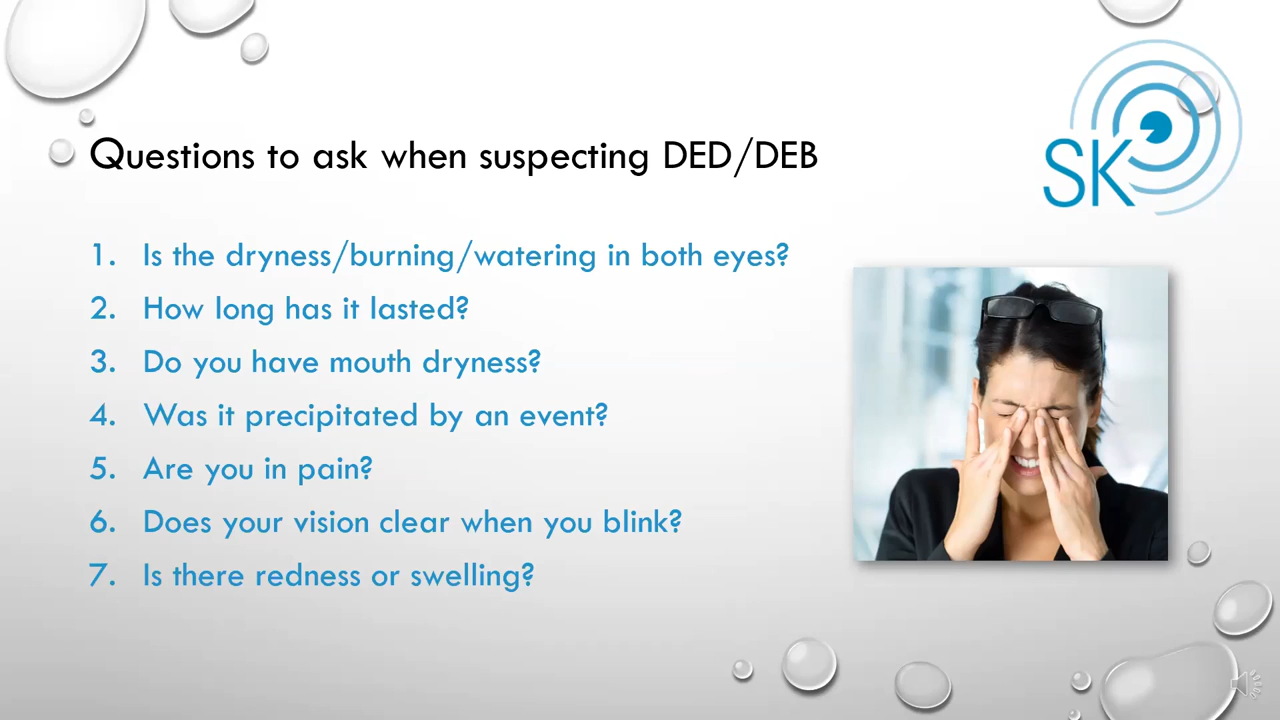 SK
Questions to ask when suspecting DED/DEB
1. Is the dryness/burning/watering in both eyes?
2. How long has it lasted?
3. Do you have mouth dryness?
4. Was it precipitated by an event?
5. Are you in pain?
6. Does your vision clear when you blink?
7. Is there redness or swelling?